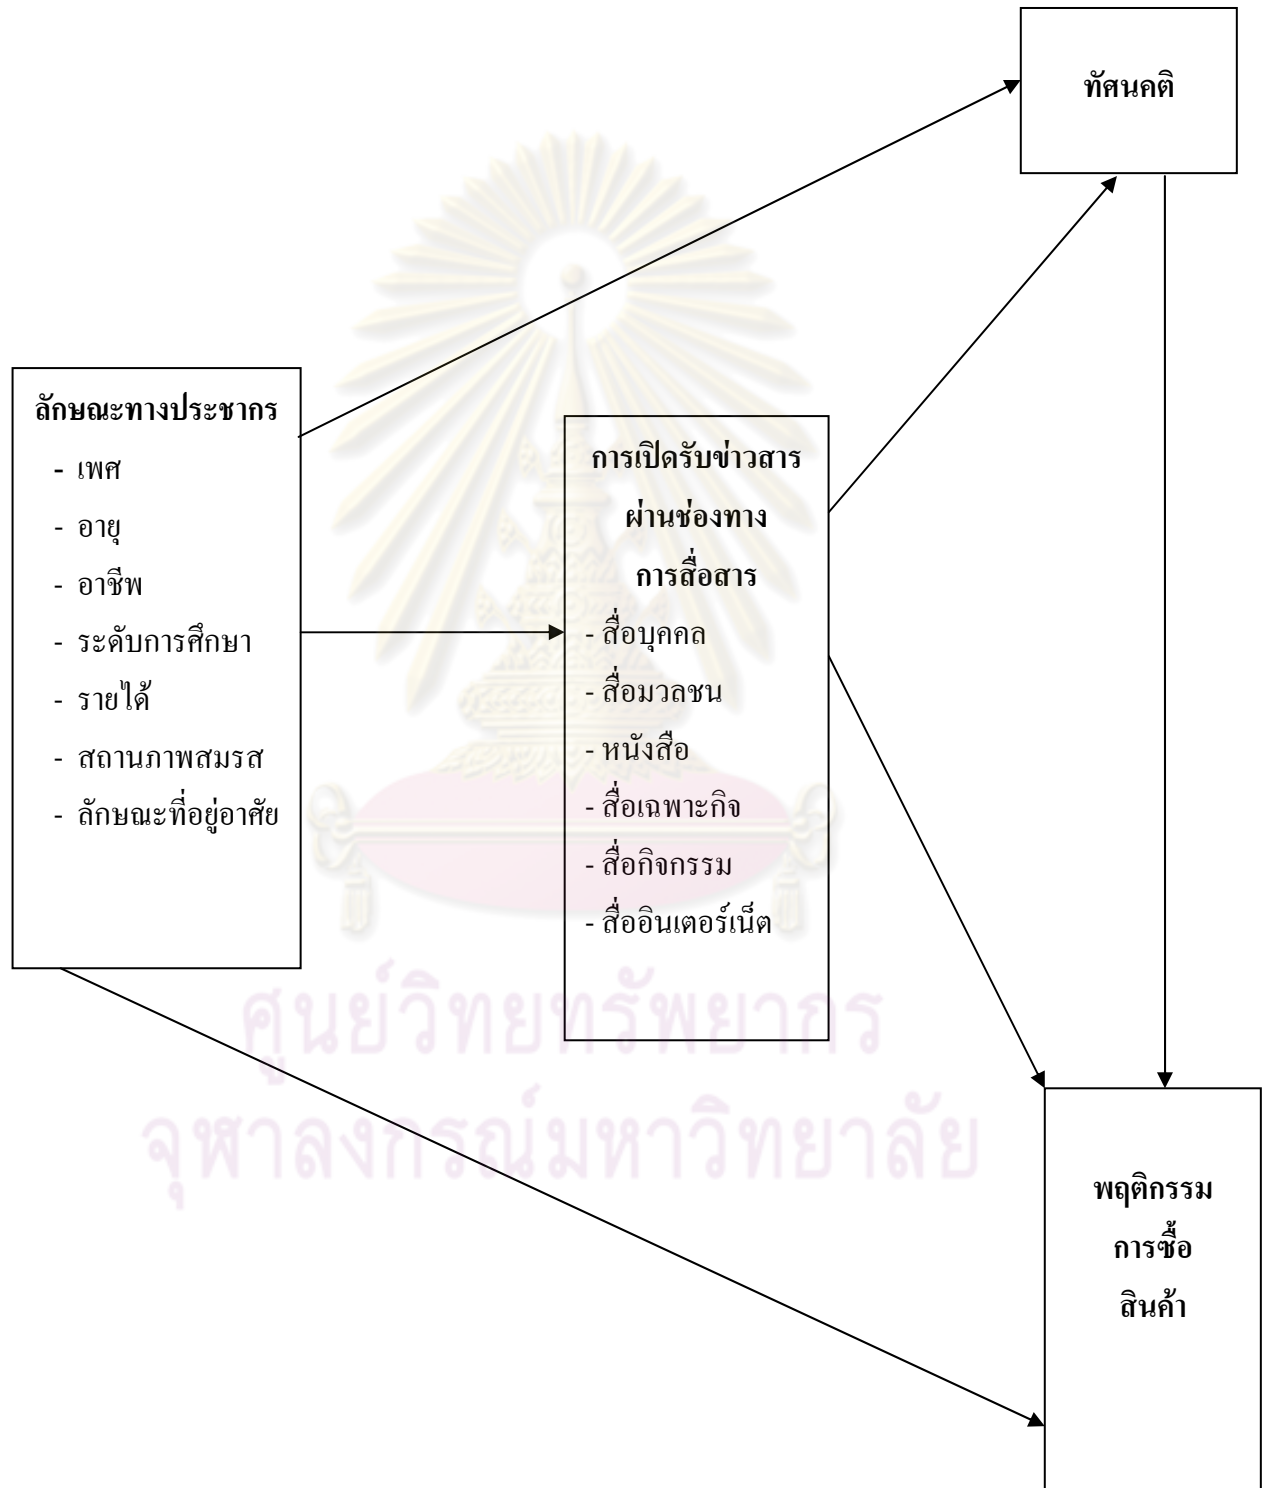 ทัศนคติ
ลักษณะทางประชากร
- เพศ
- อายุ
- อาชีพ
- ระดับการศึกษา
- รายได้
- สถานภาพสมรส
- ลักษณะที่อยู่อาศัย
การเปิดรับข่าวสาร
ผ่านช่องทาง
การสื่อสาร
- สื่อบุคคล
- สื่อมวลชน
- หนังสือ
- สื่อเฉพาะกิจ
- สื่อกิจกรรม
- สื่ออินเตอร์เน็ต
ศูนย์วิทยทรัพยากร
จุฬาลงกรณ์มหาวิทยาลัย
พฤติกรรม
การซื้อ
สินค้า